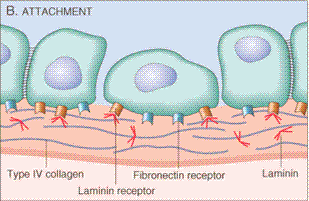 B. ATTACHMENT
Type IV collagen
Fibronectin receptor
Laminin
Laminin receptor